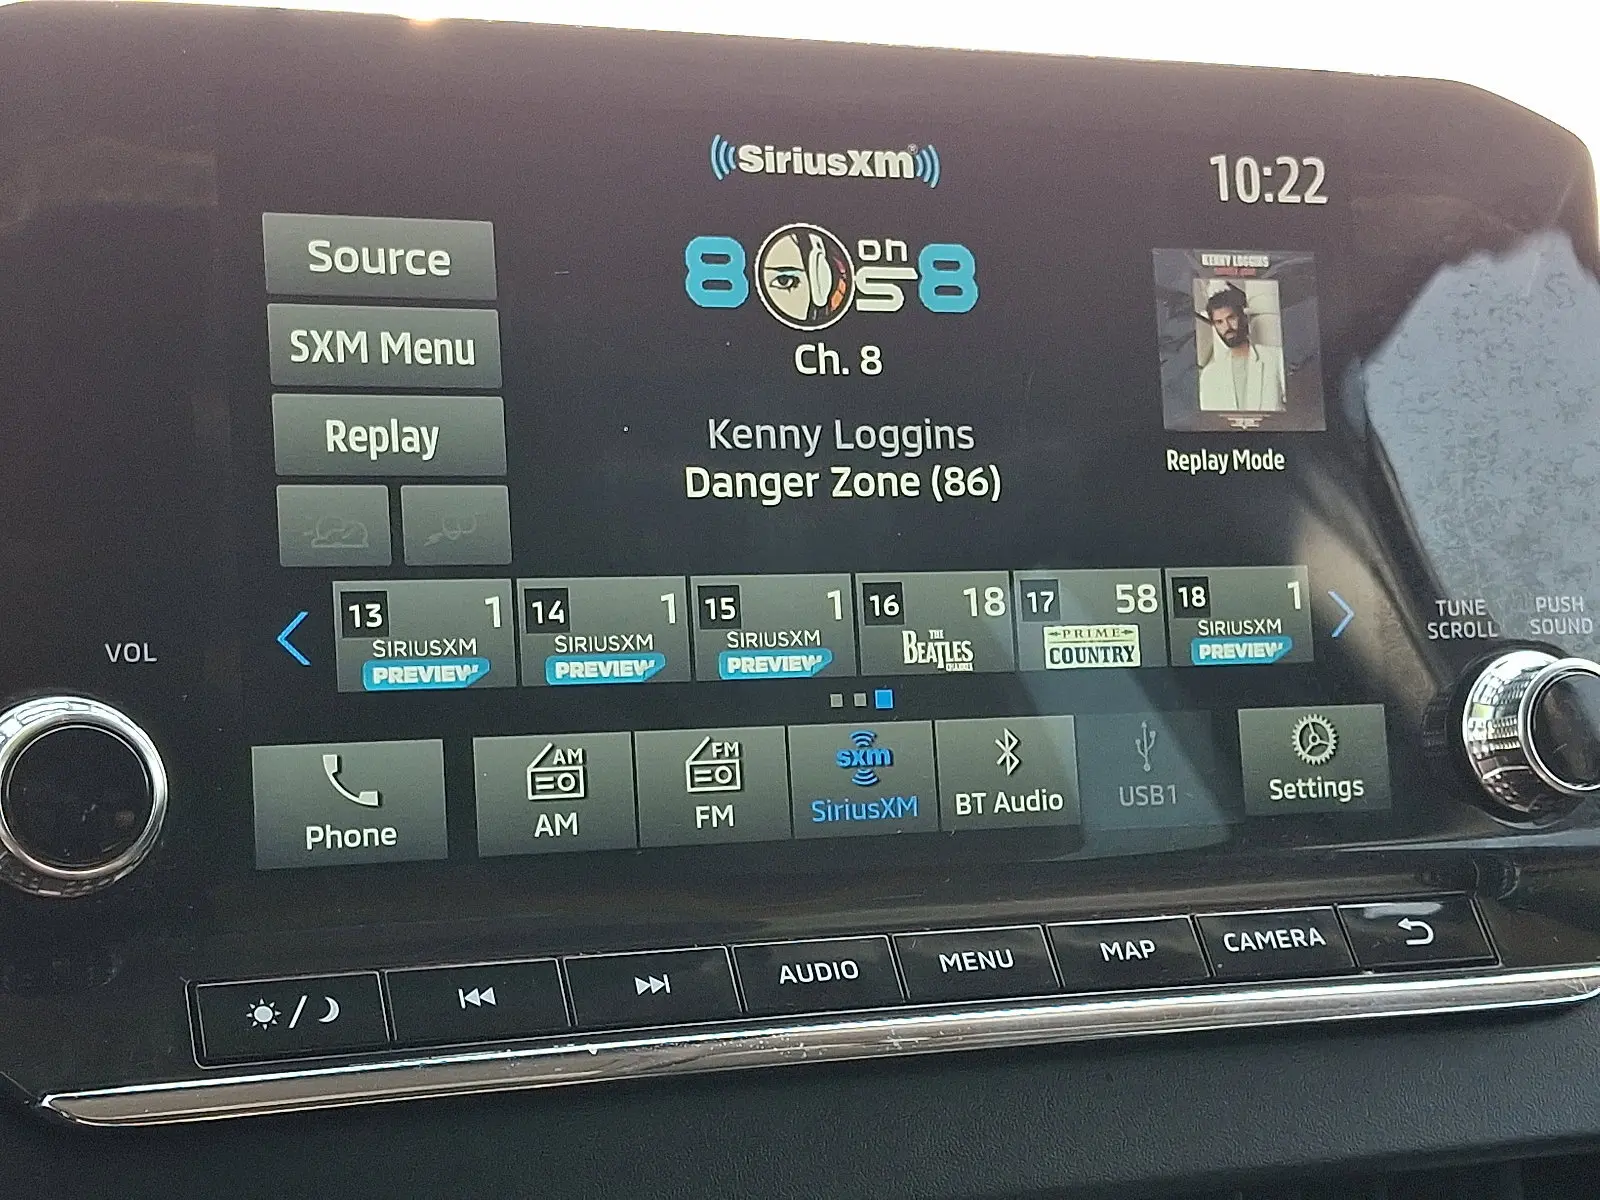 SiriusXM
10:22
Source
8 on 8
Ch. 8
KENNY LOGGINS
SXM Menu
Replay
Kenny Loggins
Danger Zone (86)
Replay Mode
13 1
SIRIUSXM
PREVIEW
14 1
SIRIUSXM
PREVIEW
15 1
SIRIUSXM
PREVIEW
16 18
THE
BEATLES
CHANNEL
17 58
PRIME
COUNTRY
18 1
SIRIUSXM
PREVIEW
VOL
TUNE
SCROLL
PUSH
SOUND
Phone
AM
AM
FM
FM
sxm
SiriusXM
BT Audio
USB1
Settings
AUDIO
MENU
MAP
CAMERA